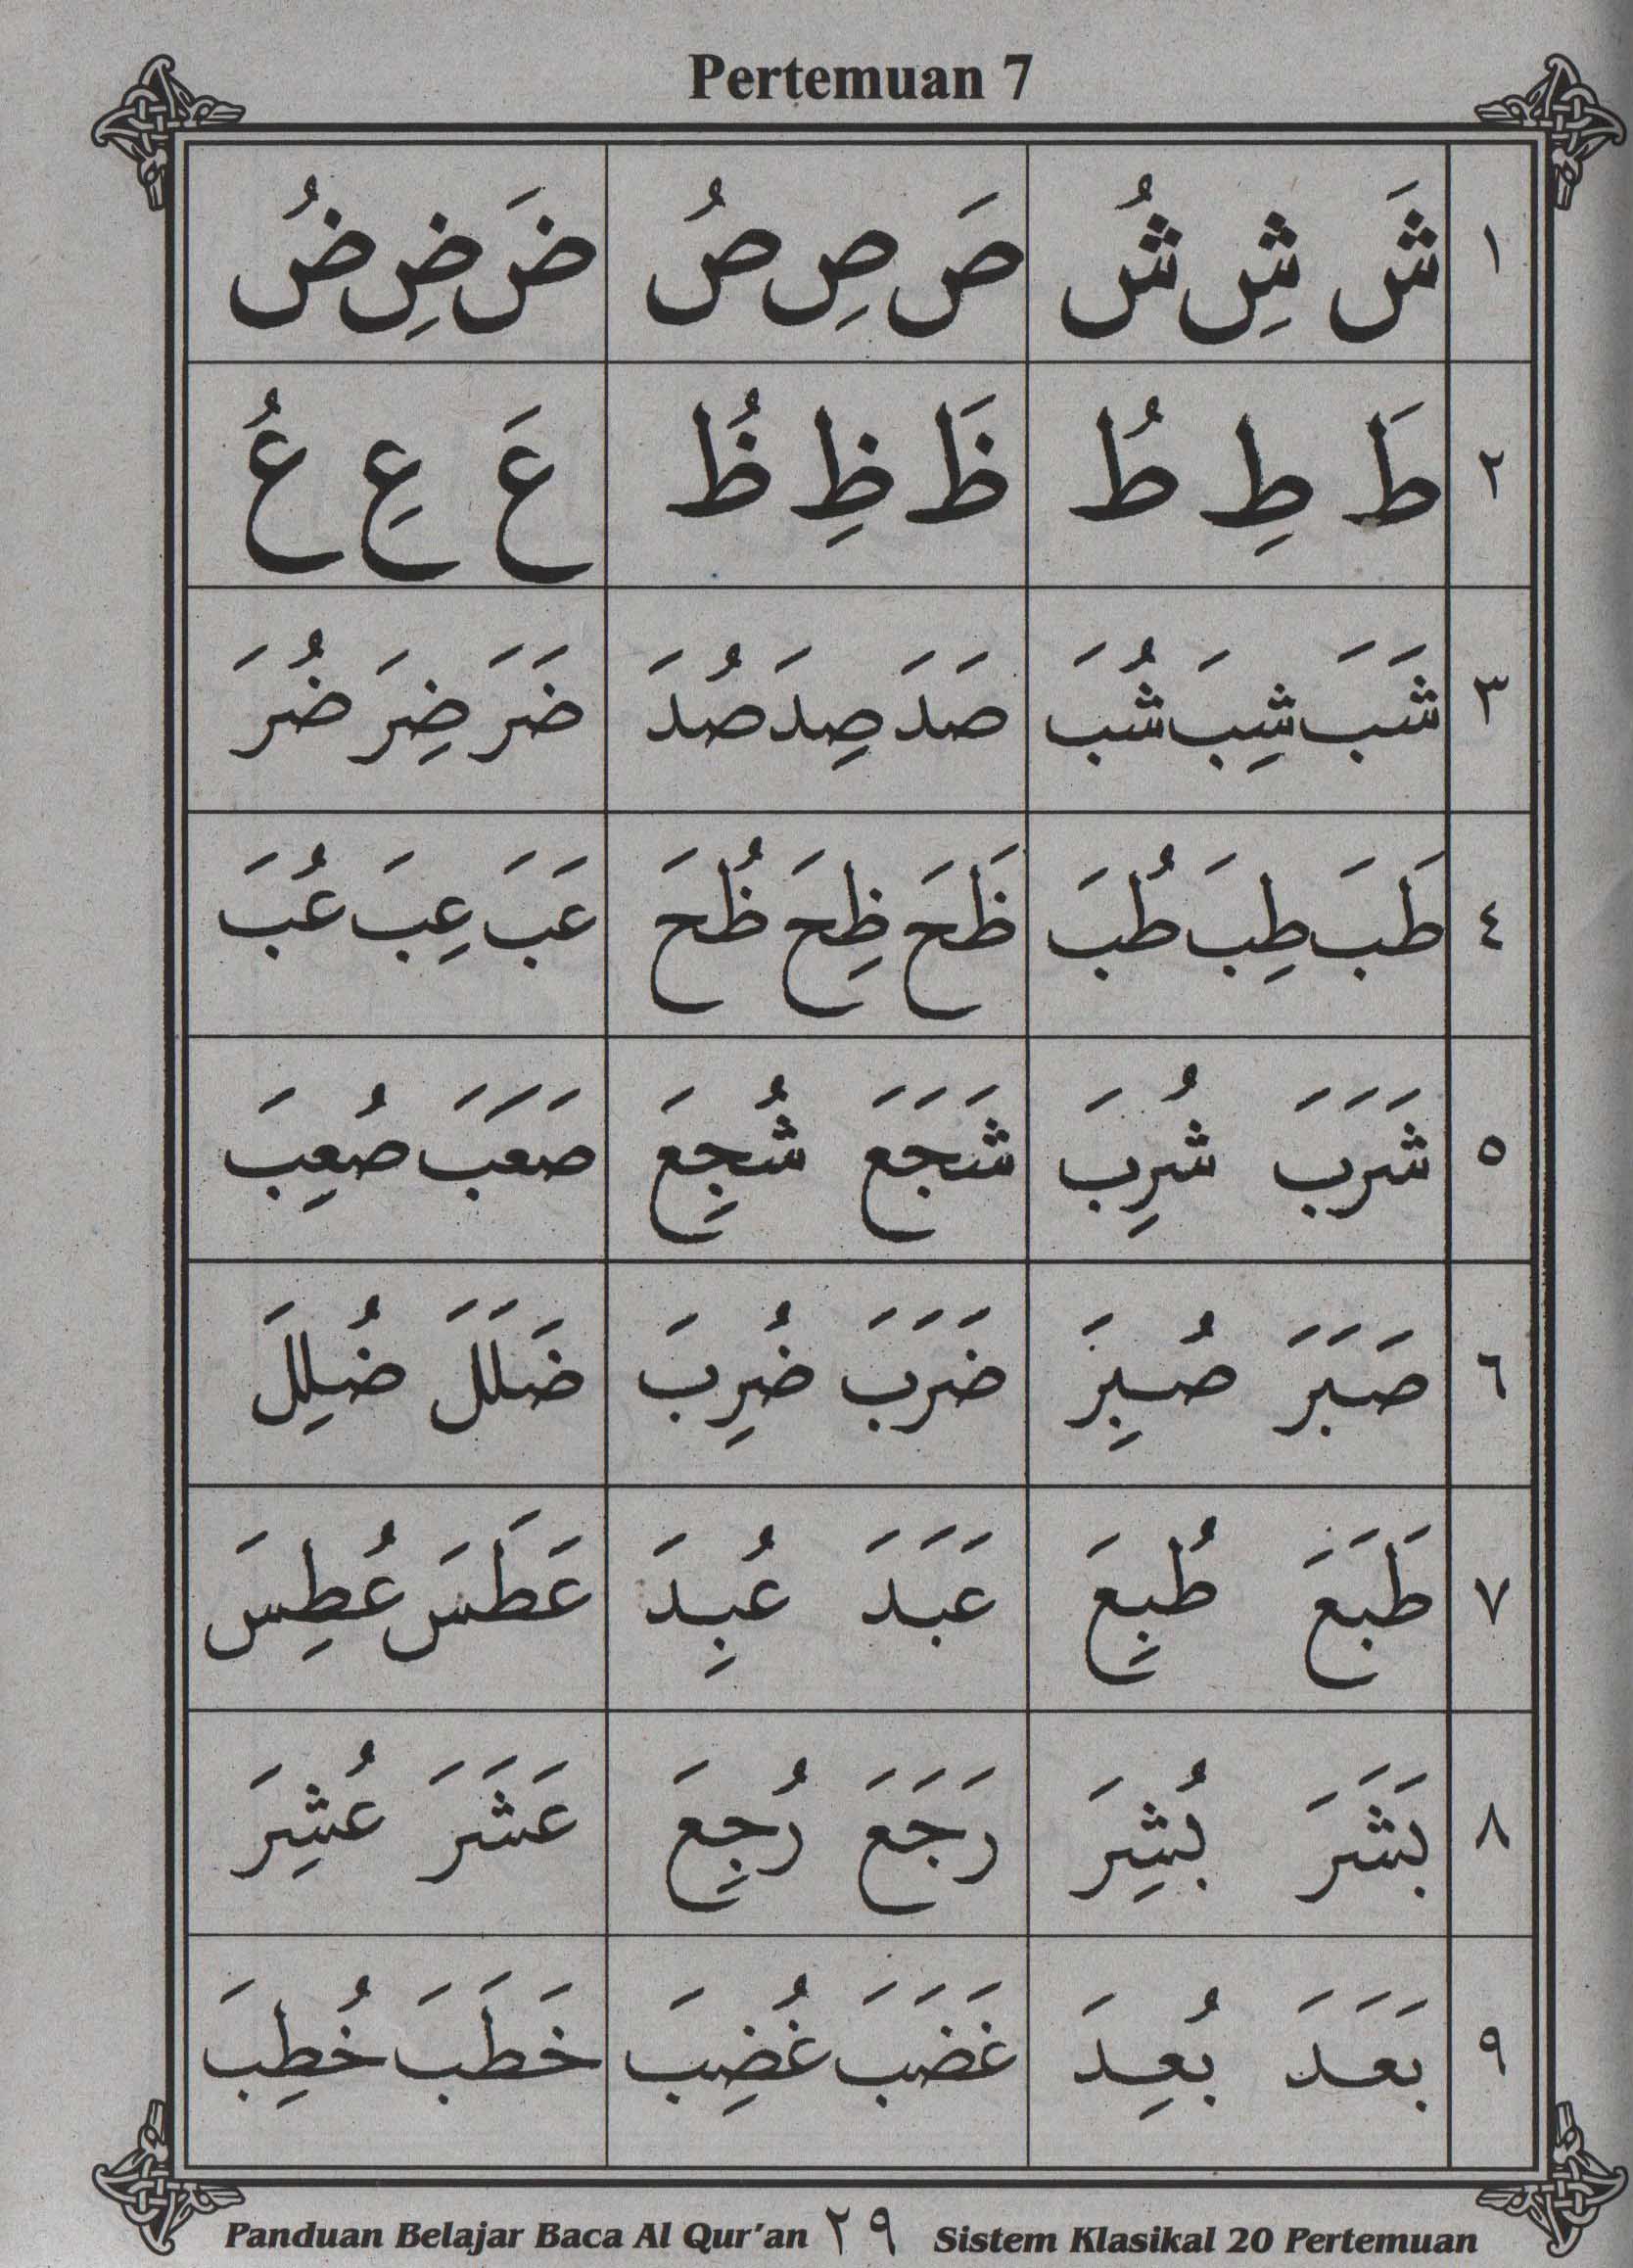 Pertemuan 7
١ شَ شِ شُ صَ صِ صُ ضَ ضِ ضُ
٢ طَ طِ طُ ظَ ظِ ظُ عَ عِ عُ
٣ شَبَ شِبَ شُبَ صَدَ صِدَ صُدَ ضَرَ ضِرَ ضُرَ
٤ طَبَ طِبَ طُبَ ظَحَ ظِحَ ظُحَ عَبَ عِبَ عُبَ
٥ شَرَبَ شُرِبَ شَجَعَ شُجِعَ صَعَبَ صُعِبَ
٦ صَبَرَ صُبِرَ ضَرَبَ ضُرِبَ ضَلَلَ ضُلِلَ
٧ طَبَعَ طُبِعَ عَبَدَ عُبِدَ عَطَسَ عُطِسَ
٨ بَشَرَ بُشِرَ رَجَعَ رُجِعَ عَشَرَ عُشِرَ
٩ بَعَدَ بُعِدَ غَضَبَ غُضِبَ خَطَبَ خُطِبَ
Panduan Belajar Baca Al Qur'an ٢٩ Sistem Klasikal 20 Pertemuan